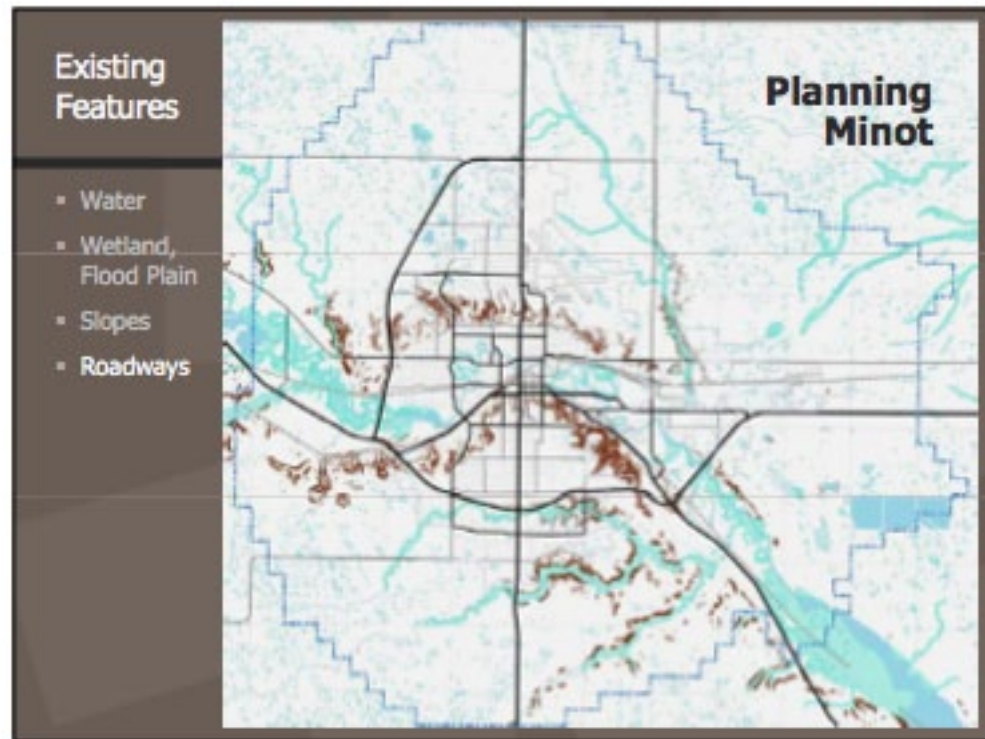 Existing
Features
Planning
Minot
▪ Water
▪ Wetland,
Flood Plain
▪ Slopes
▪ Roadways